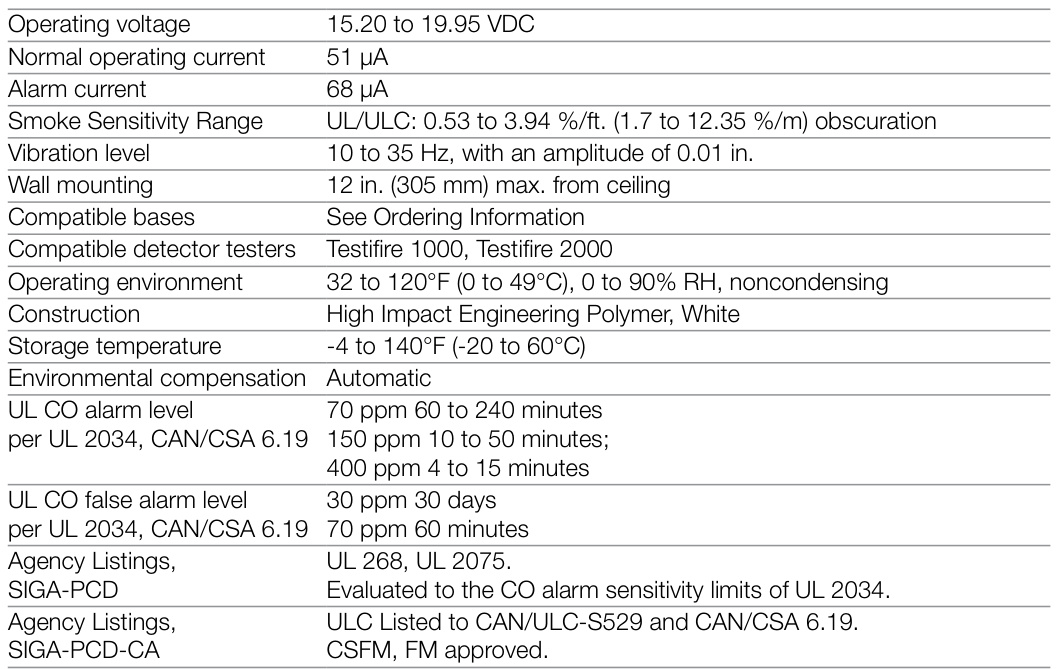 Operating voltage 15.20 to 19.95 VDC
Normal operating current 51 µA
Alarm current 68 µA
Smoke Sensitivity Range UL/ULC: 0.53 to 3.94 %/ft. (1.7 to 12.35 %/m) obscuration
Vibration level 10 to 35 Hz, with an amplitude of 0.01 in.
Wall mounting 12 in. (305 mm) max. from ceiling
Compatible bases See Ordering Information
Compatible detector testers Testifire 1000, Testifire 2000
Operating environment 32 to 120°F (0 to 49°C), 0 to 90% RH, noncondensing
Construction High Impact Engineering Polymer, White
Storage temperature -4 to 140°F (-20 to 60°C)
Environmental compensation Automatic
UL CO alarm level 70 ppm 60 to 240 minutes
per UL 2034, CAN/CSA 6.19 150 ppm 10 to 50 minutes;
400 ppm 4 to 15 minutes
UL CO false alarm level 30 ppm 30 days
per UL 2034, CAN/CSA 6.19 70 ppm 60 minutes
Agency Listings, UL 268, UL 2075.
SIGA-PCD Evaluated to the CO alarm sensitivity limits of UL 2034.
Agency Listings, ULC Listed to CAN/ULC-S529 and CAN/CSA 6.19.
SIGA-PCD-CA CSFM, FM approved.